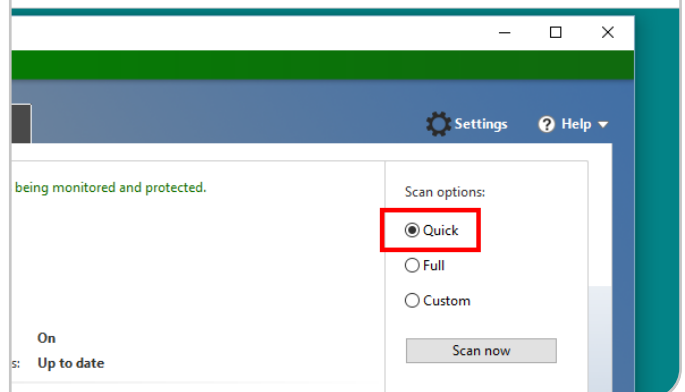 Settings
Help
being monitored and protected.
Scan options:
Quick
Full
Custom
Scan now
On
s: Up to date